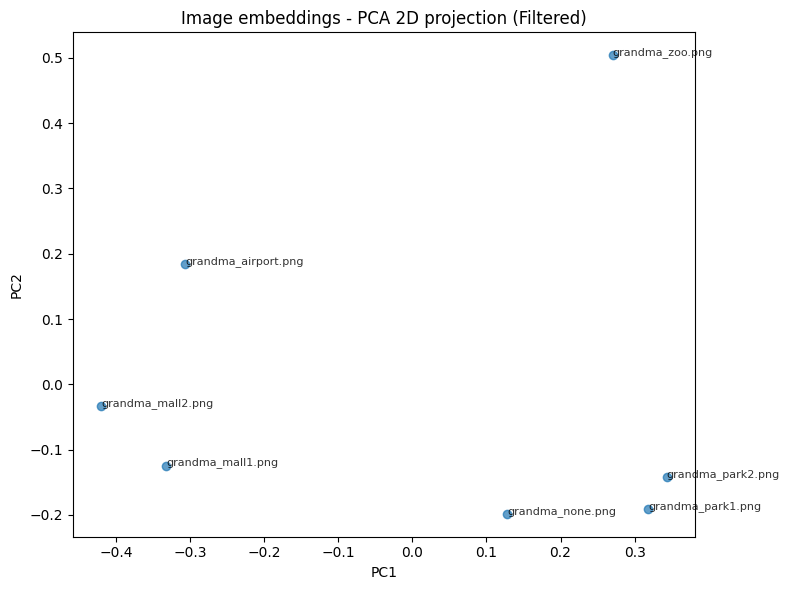 Image embeddings - PCA 2D projection (Filtered)
grandma_zoo.png
0.5
0.4
0.3
0.2
grandma_airport.png
0.1
PC2
0.0
grandma_mall2.png
−0.1
grandma_mall1.png
grandma_park2.png
grandma_park1.png
−0.2
grandma_none.png
−0.4 −0.3 −0.2 −0.1 0.0 0.1 0.2 0.3
PC1